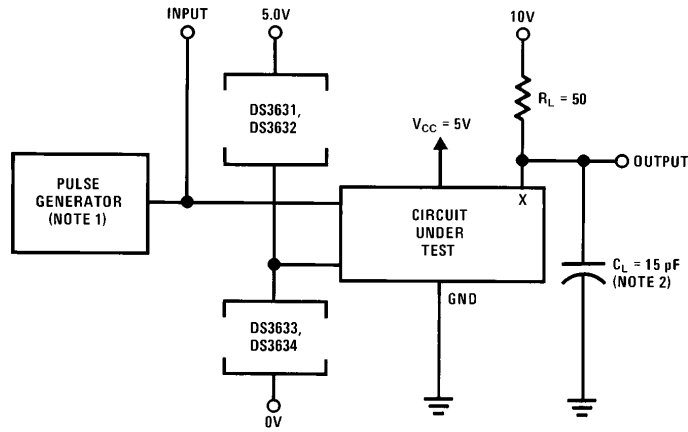 INPUT
5.0V
10V
DS3631,
DS3632
R_L = 50
V_CC = 5V
OUTPUT
PULSE
GENERATOR
(NOTE 1)
X
CIRCUIT
UNDER
TEST
C_L = 15 pF
(NOTE 2)
GND
DS3633,
DS3634
0V